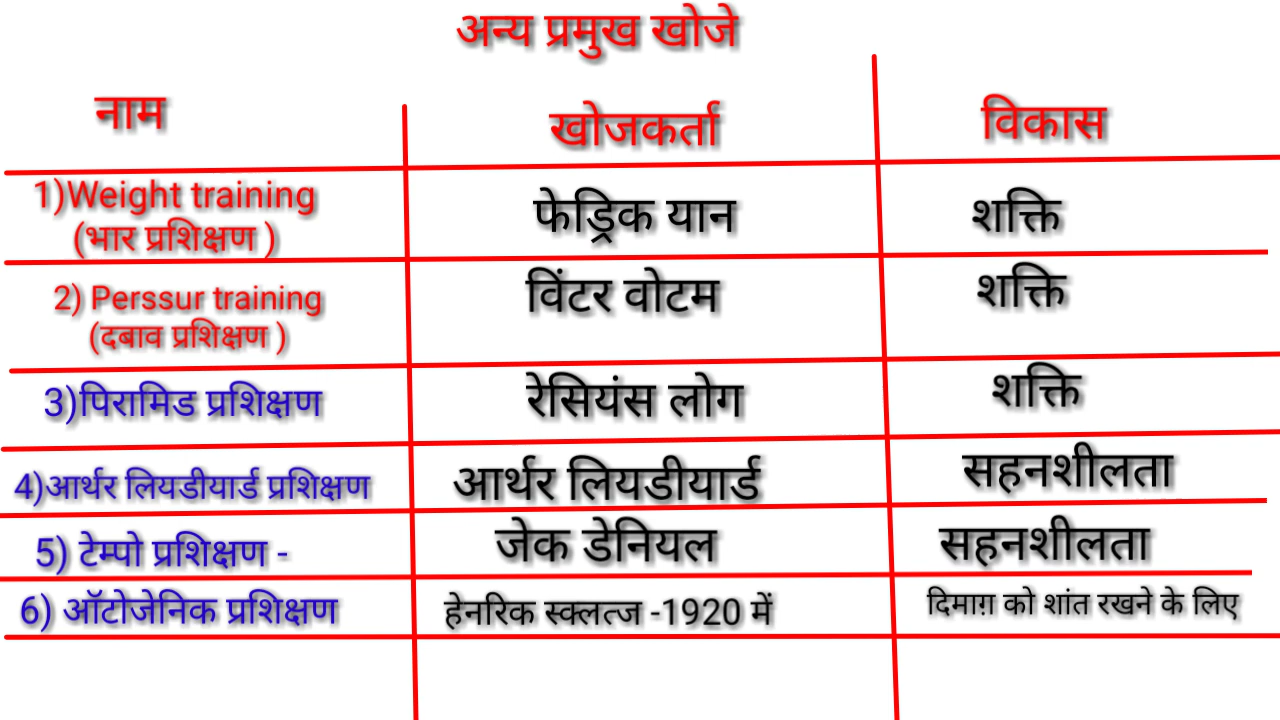 अन्य प्रमुख खोजे
नाम
खोजकर्ता
विकास
1)Weight training
(भार प्रशिक्षण )
फेड्रिक यान
शक्ति
2) Perssur training
(दबाव प्रशिक्षण )
विंटर वोटम
शक्ति
3)पिरामिड प्रशिक्षण
रेसियंस लोग
शक्ति
4)आर्थर लियडीयार्ड प्रशिक्षण
आर्थर लियडीयार्ड
सहनशीलता
5) टेम्पो प्रशिक्षण -
जेक डेनियल
सहनशीलता
6) ऑटोजेनिक प्रशिक्षण
हेनरिक स्क्लत्ज -1920 में
दिमाग़ को शांत रखने के लिए